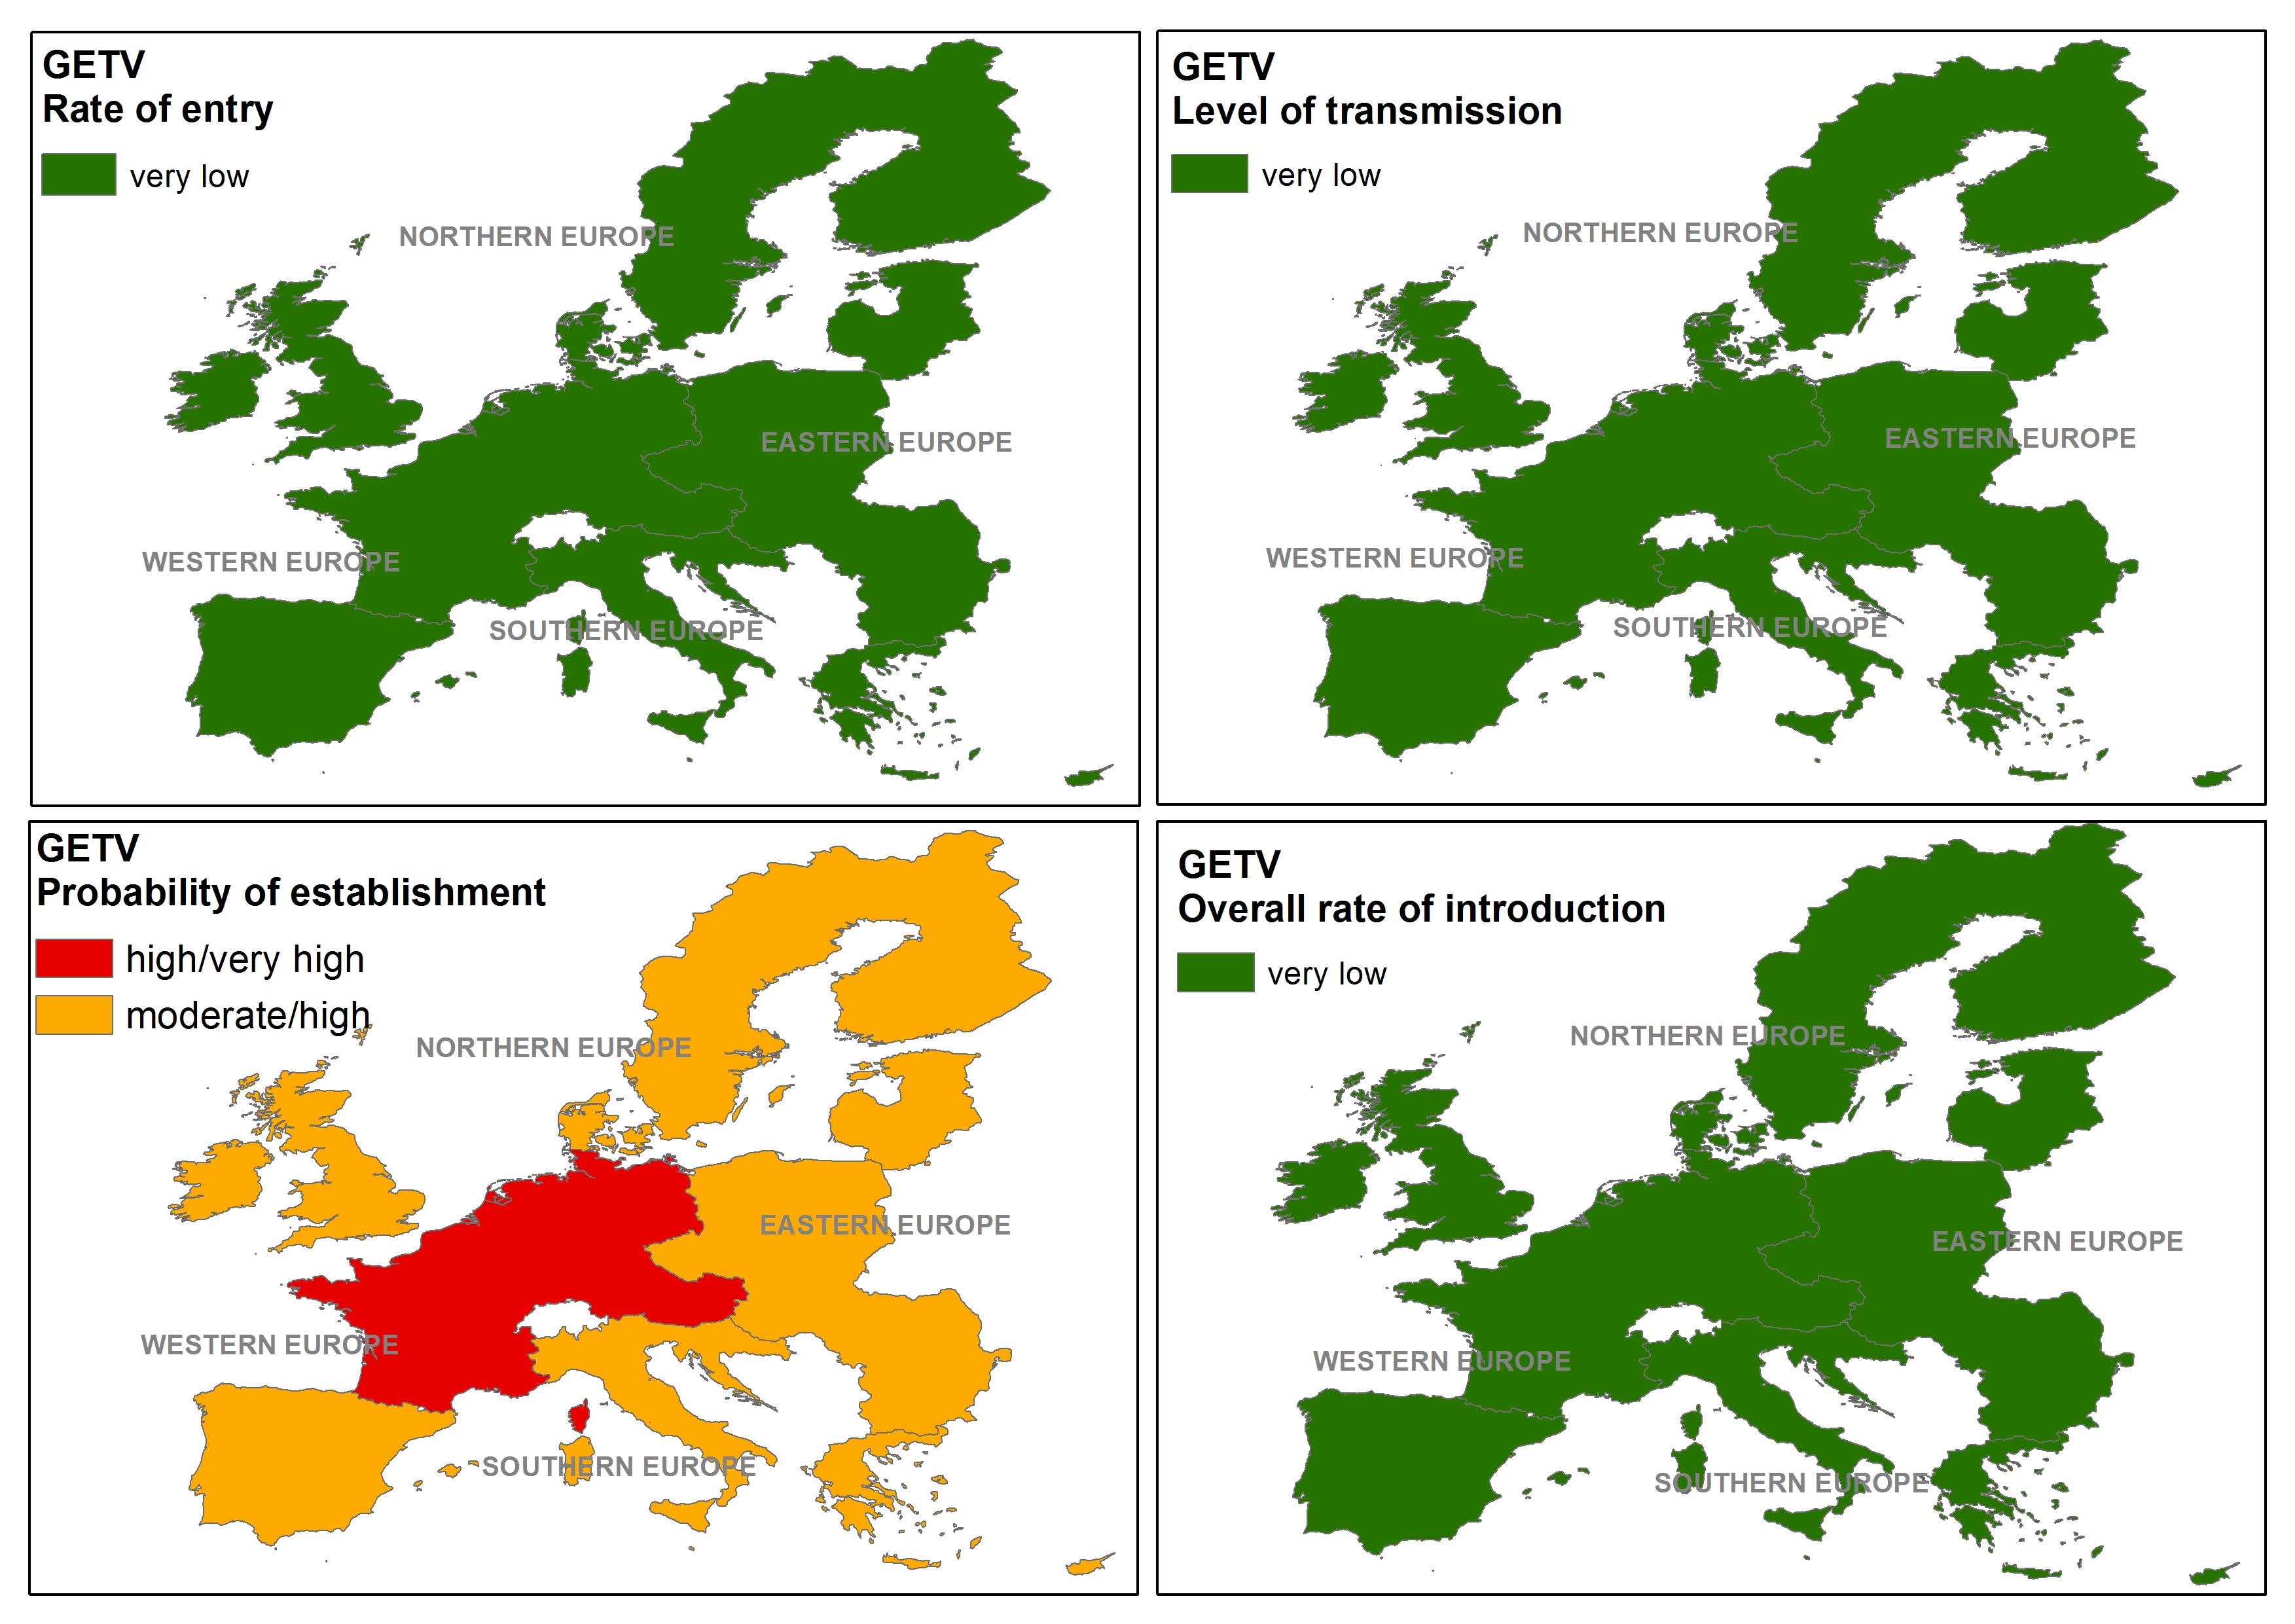 GETV
Rate of entry
very low
NORTHERN EUROPE
EASTERN EUROPE
WESTERN EUROPE
SOUTHERN EUROPE
GETV
Level of transmission
very low
NORTHERN EUROPE
EASTERN EUROPE
WESTERN EUROPE
SOUTHERN EUROPE
GETV
Probability of establishment
high/very high
moderate/high
NORTHERN EUROPE
EASTERN EUROPE
WESTERN EUROPE
SOUTHERN EUROPE
GETV
Overall rate of introduction
very low
NORTHERN EUROPE
EASTERN EUROPE
WESTERN EUROPE
SOUTHERN EUROPE